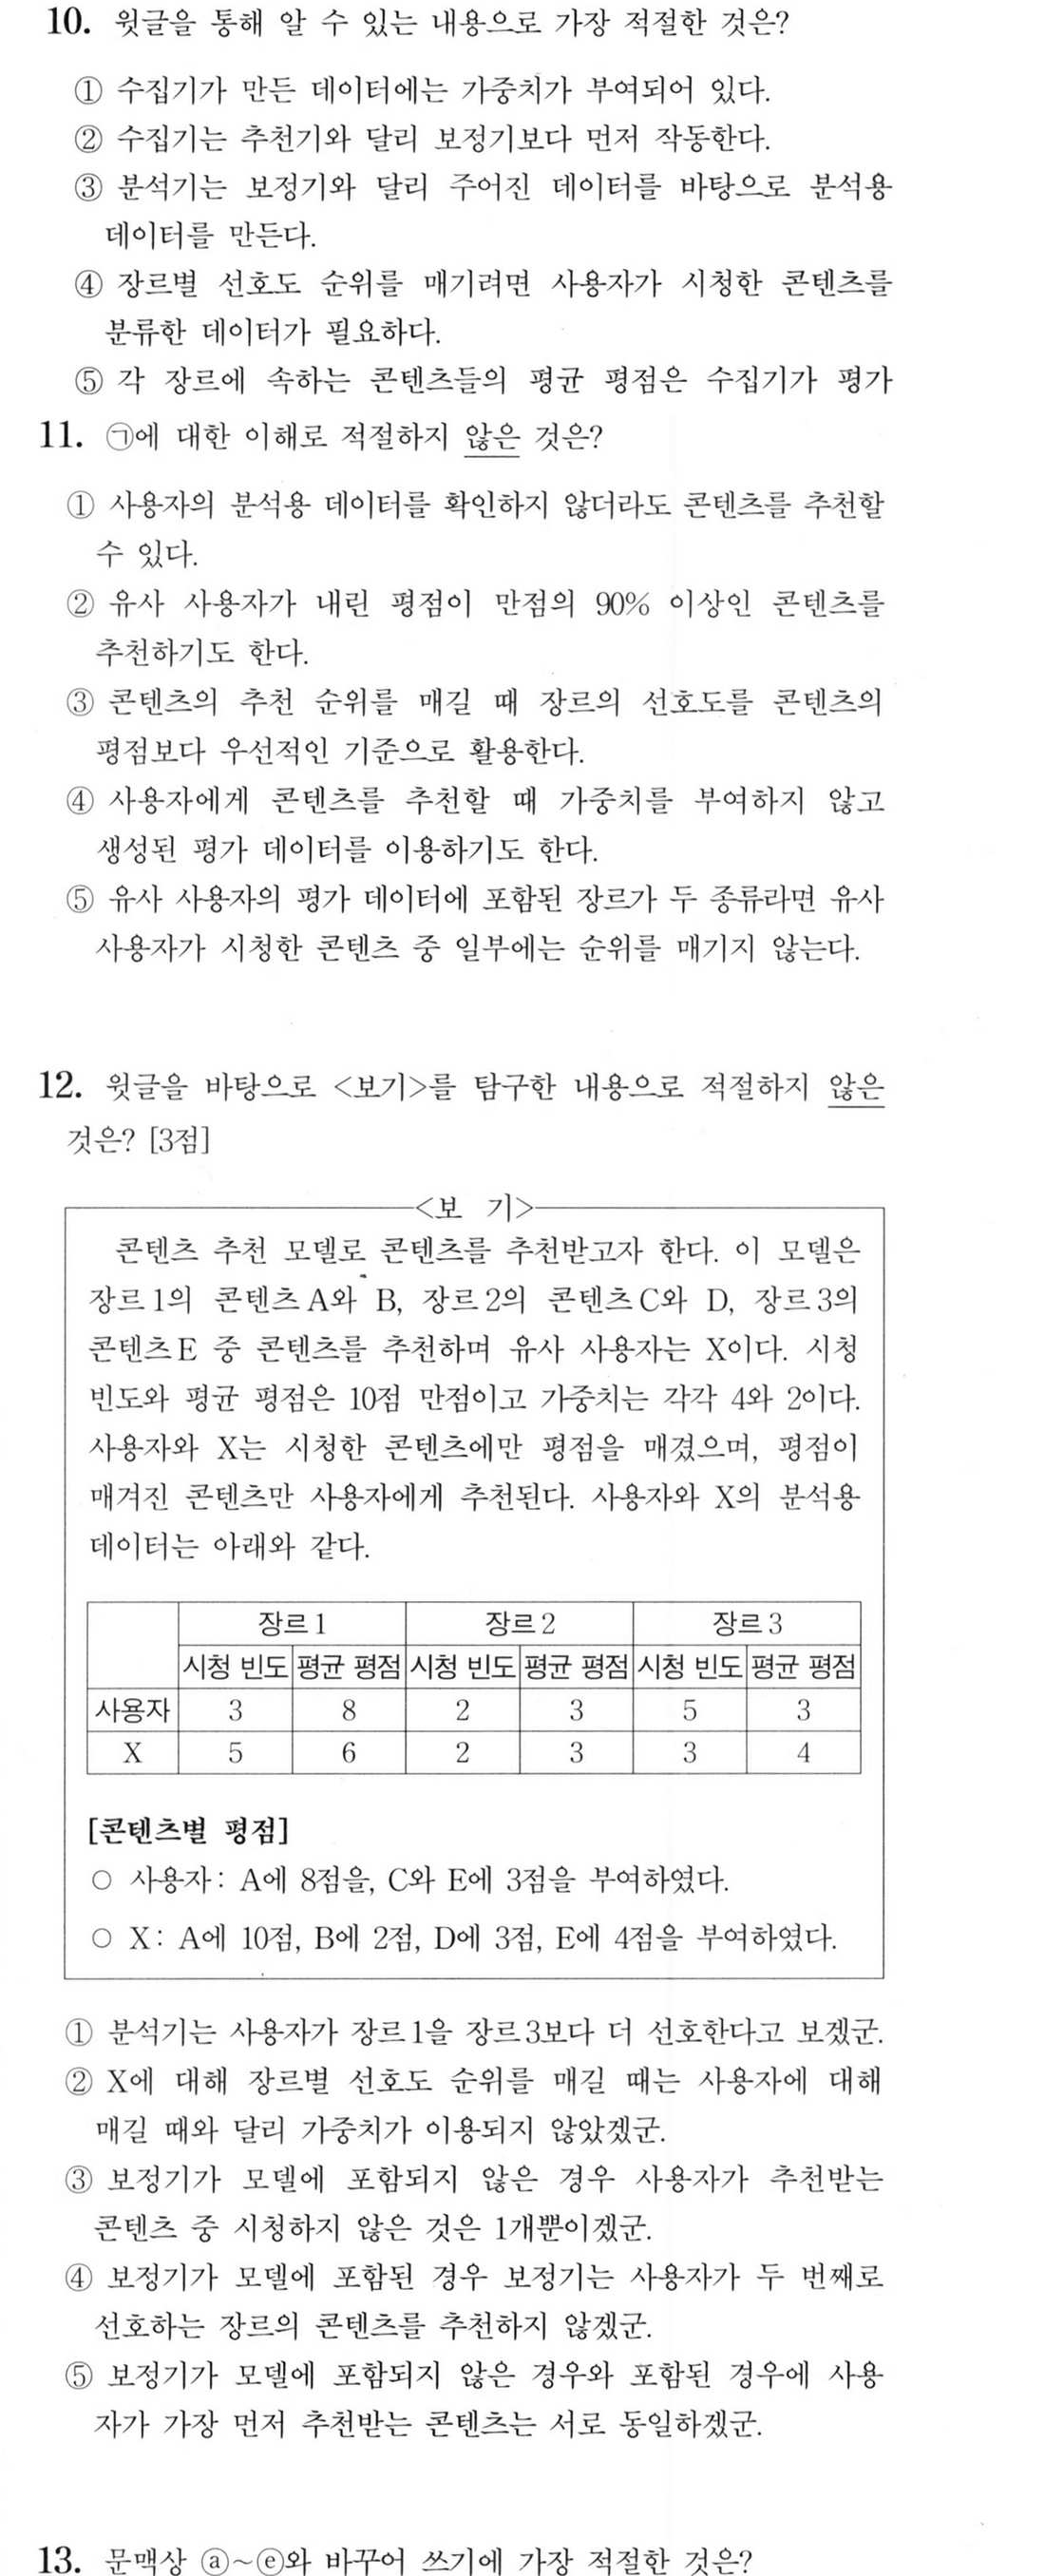 10. 윗글을 통해 알 수 있는 내용으로 가장 적절한 것은?
① 수집기가 만든 데이터에는 가중치가 부여되어 있다.
② 수집기는 추천기와 달리 보정기보다 먼저 작동한다.
③ 분석기는 보정기와 달리 주어진 데이터를 바탕으로 분석용
데이터를 만든다.
④ 장르별 선호도 순위를 매기려면 사용자가 시청한 콘텐츠를
분류한 데이터가 필요하다.
⑤ 각 장르에 속하는 콘텐츠들의 평균 평점은 수집기가 평가
11. ㉠에 대한 이해로 적절하지 않은 것은?
① 사용자의 분석용 데이터를 확인하지 않더라도 콘텐츠를 추천할
수 있다.
② 유사 사용자가 내린 평점이 만점의 90% 이상인 콘텐츠를
추천하기도 한다.
③ 콘텐츠의 추천 순위를 매길 때 장르의 선호도를 콘텐츠의
평점보다 우선적인 기준으로 활용한다.
④ 사용자에게 콘텐츠를 추천할 때 가중치를 부여하지 않고
생성된 평가 데이터를 이용하기도 한다.
⑤ 유사 사용자의 평가 데이터에 포함된 장르가 두 종류라면 유사
사용자가 시청한 콘텐츠 중 일부에는 순위를 매기지 않는다.
12. 윗글을 바탕으로 <보기>를 탐구한 내용으로 적절하지 않은
것은? [3점]
<보 기>
콘텐츠 추천 모델로 콘텐츠를 추천받고자 한다. 이 모델은
장르1의 콘텐츠A와 B, 장르2의 콘텐츠C와 D, 장르3의
콘텐츠E 중 콘텐츠를 추천하며 유사 사용자는 X이다. 시청
빈도와 평균 평점은 10점 만점이고 가중치는 각각 4와 2이다.
사용자와 X는 시청한 콘텐츠에만 평점을 매겼으며, 평점이
매겨진 콘텐츠만 사용자에게 추천된다. 사용자와 X의 분석용
데이터는 아래와 같다.
장르1 장르2 장르3
시청 빈도 평균 평점 시청 빈도 평균 평점 시청 빈도 평균 평점
사용자 3 8 2 3 5 3
X 5 6 2 3 3 4
[콘텐츠별 평점]
○ 사용자: A에 8점을, C와 E에 3점을 부여하였다.
○ X: A에 10점, B에 2점, D에 3점, E에 4점을 부여하였다.
① 분석기는 사용자가 장르1을 장르3보다 더 선호한다고 보겠군.
② X에 대해 장르별 선호도 순위를 매길 때는 사용자에 대해
매길 때와 달리 가중치가 이용되지 않았겠군.
③ 보정기가 모델에 포함되지 않은 경우 사용자가 추천받는
콘텐츠 중 시청하지 않은 것은 1개뿐이겠군.
④ 보정기가 모델에 포함된 경우 보정기는 사용자가 두 번째로
선호하는 장르의 콘텐츠를 추천하지 않겠군.
⑤ 보정기가 모델에 포함되지 않은 경우와 포함된 경우에 사용
자가 가장 먼저 추천받는 콘텐츠는 서로 동일하겠군.
13. 문맥상 ⓐ~ⓔ와 바꾸어 쓰기에 가장 적절한 것은?